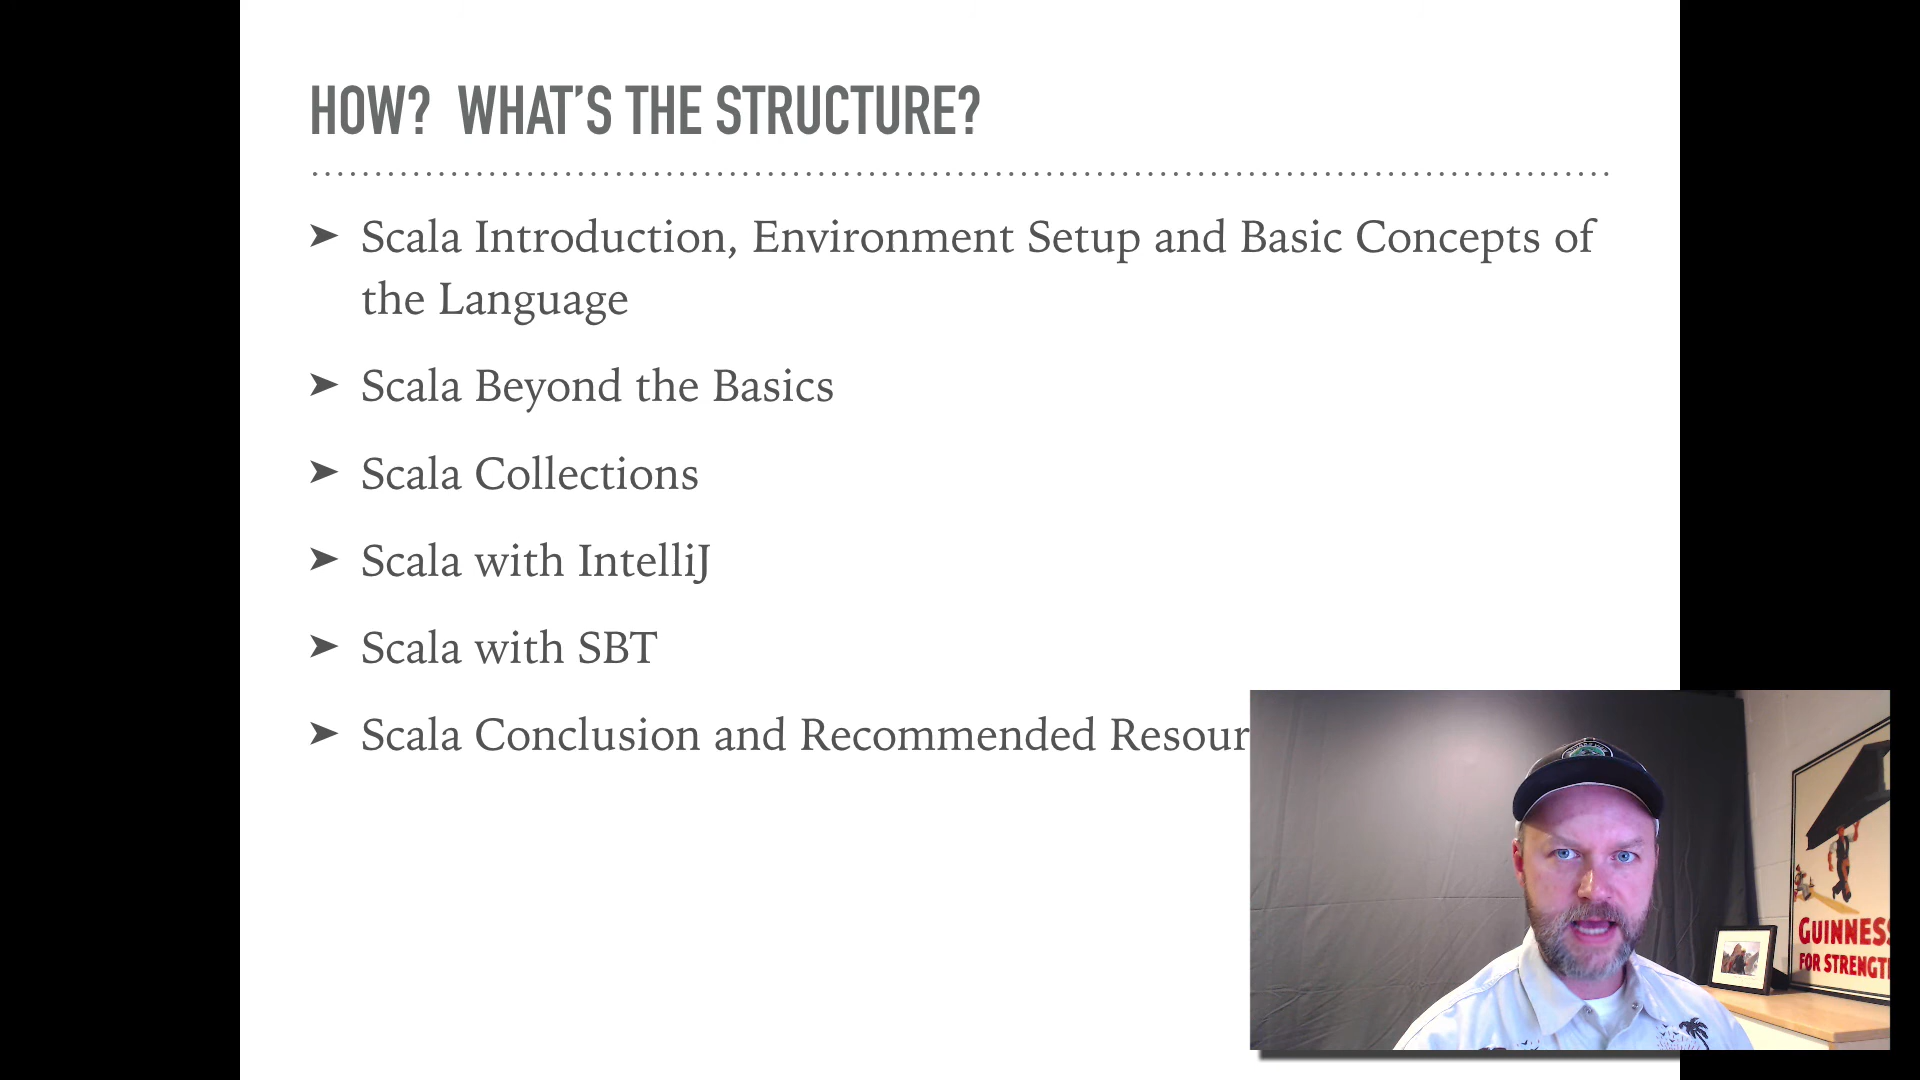 HOW?  WHAT’S THE STRUCTURE?
➤ Scala Introduction, Environment Setup and Basic Concepts of
the Language
➤ Scala Beyond the Basics
➤ Scala Collections
➤ Scala with IntelliJ
➤ Scala with SBT
➤ Scala Conclusion and Recommended Resour
GUINNESS
FOR STRENGT